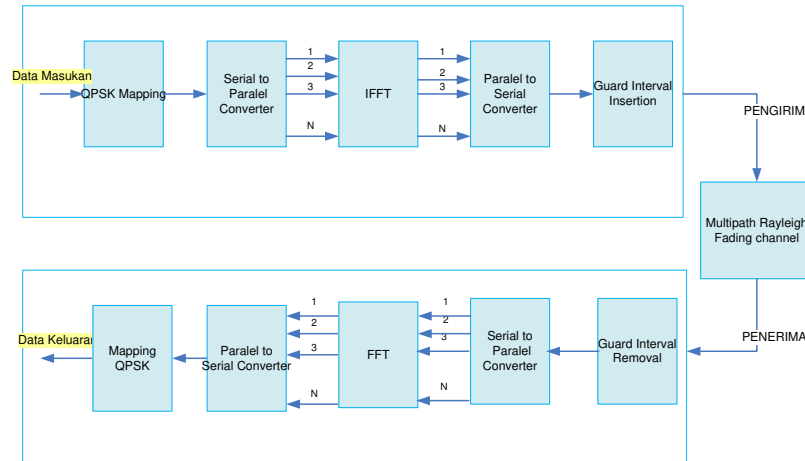 Data Masukan
QPSK Mapping
Serial to
Paralel
Converter
1
2
3
N
IFFT
1
2
3
N
Paralel to
Serial
Converter
Guard Interval
Insertion
PENGIRIM
Multipath Rayleigh
Fading channel
PENERIMA
Guard Interval
Removal
Serial to
Paralel
Converter
1
2
3
N
FFT
1
2
3
N
Paralel to
Serial Converter
Mapping
QPSK
Data Keluaran